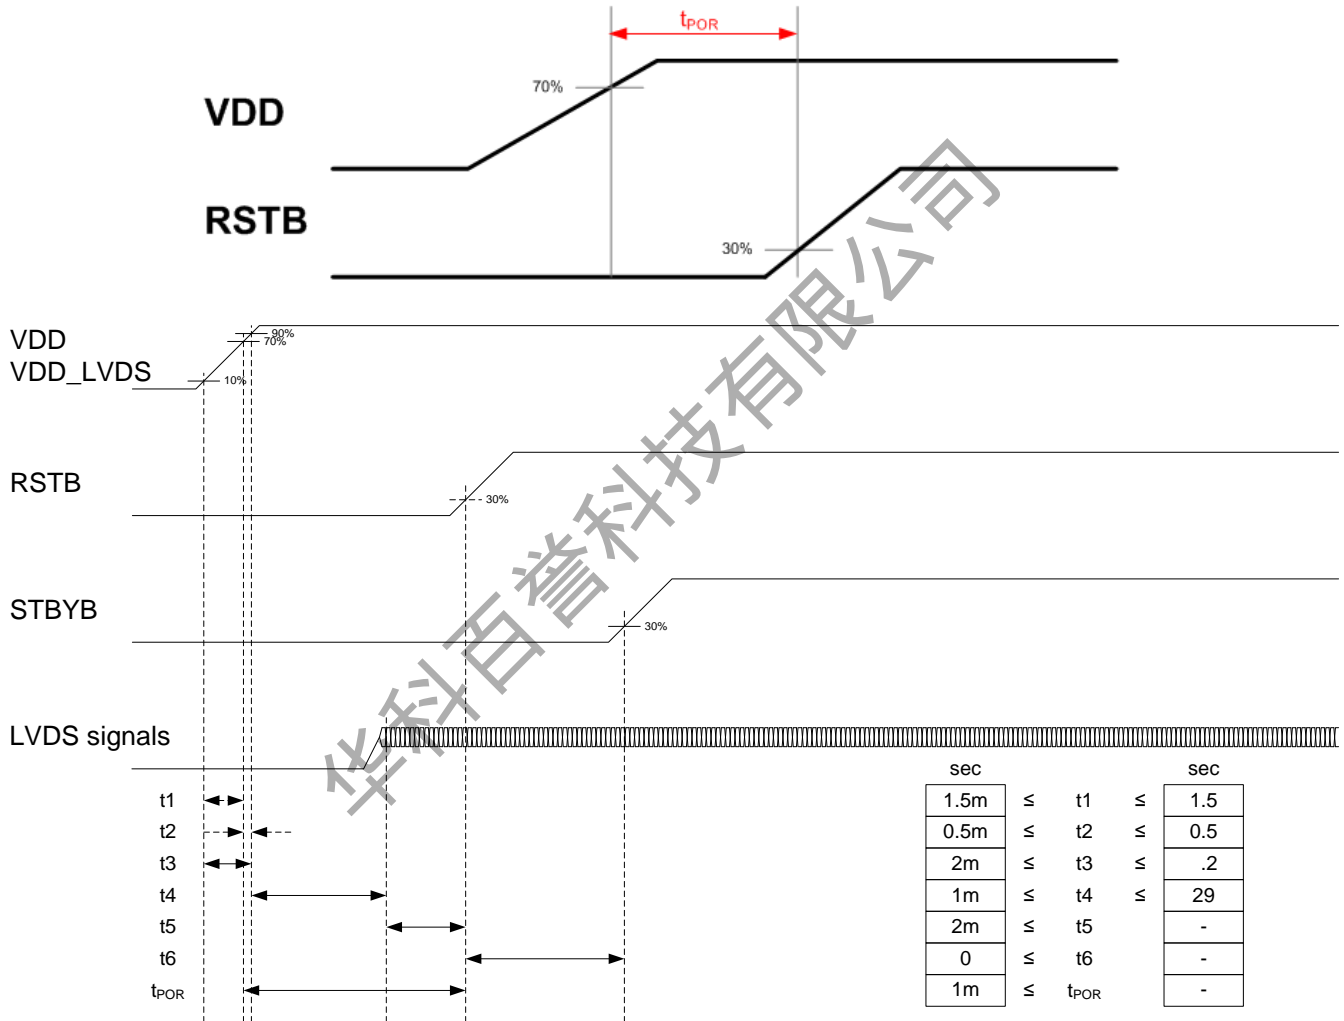 tPOR
70%
VDD
RSTB
30%
VDD
VDD_LVDS
90%
70%
10%
RSTB
30%
STBYB
30%
LVDS signals
sec sec
t1 1.5m ≤ t1 ≤ 1.5
t2 0.5m ≤ t2 ≤ 0.5
t3 2m ≤ t3 ≤ .2
t4 1m ≤ t4 ≤ 29
t5 2m ≤ t5 -
t6 0 ≤ t6 -
tPOR 1m ≤ tPOR -
华科百誉科技有限公司